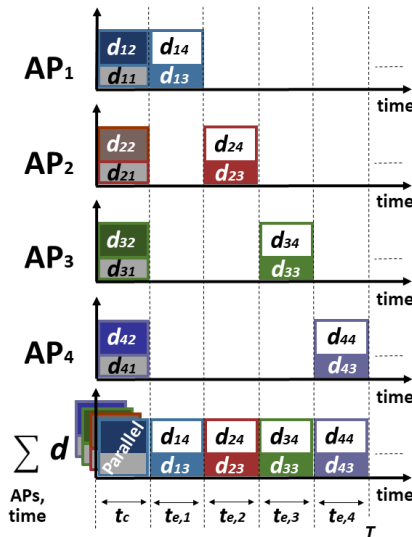 d12 d14
AP1 d11 d13
time
d22 d24
AP2 d21 d23
time
d32 d34
AP3 d31 d33
time
d42 d44
AP4 d41 d43
time
∑ d Parallel d14 d24 d34 d44
d13 d23 d33 d43
APs, time
time tc te,1 te,2 te,3 te,4
T